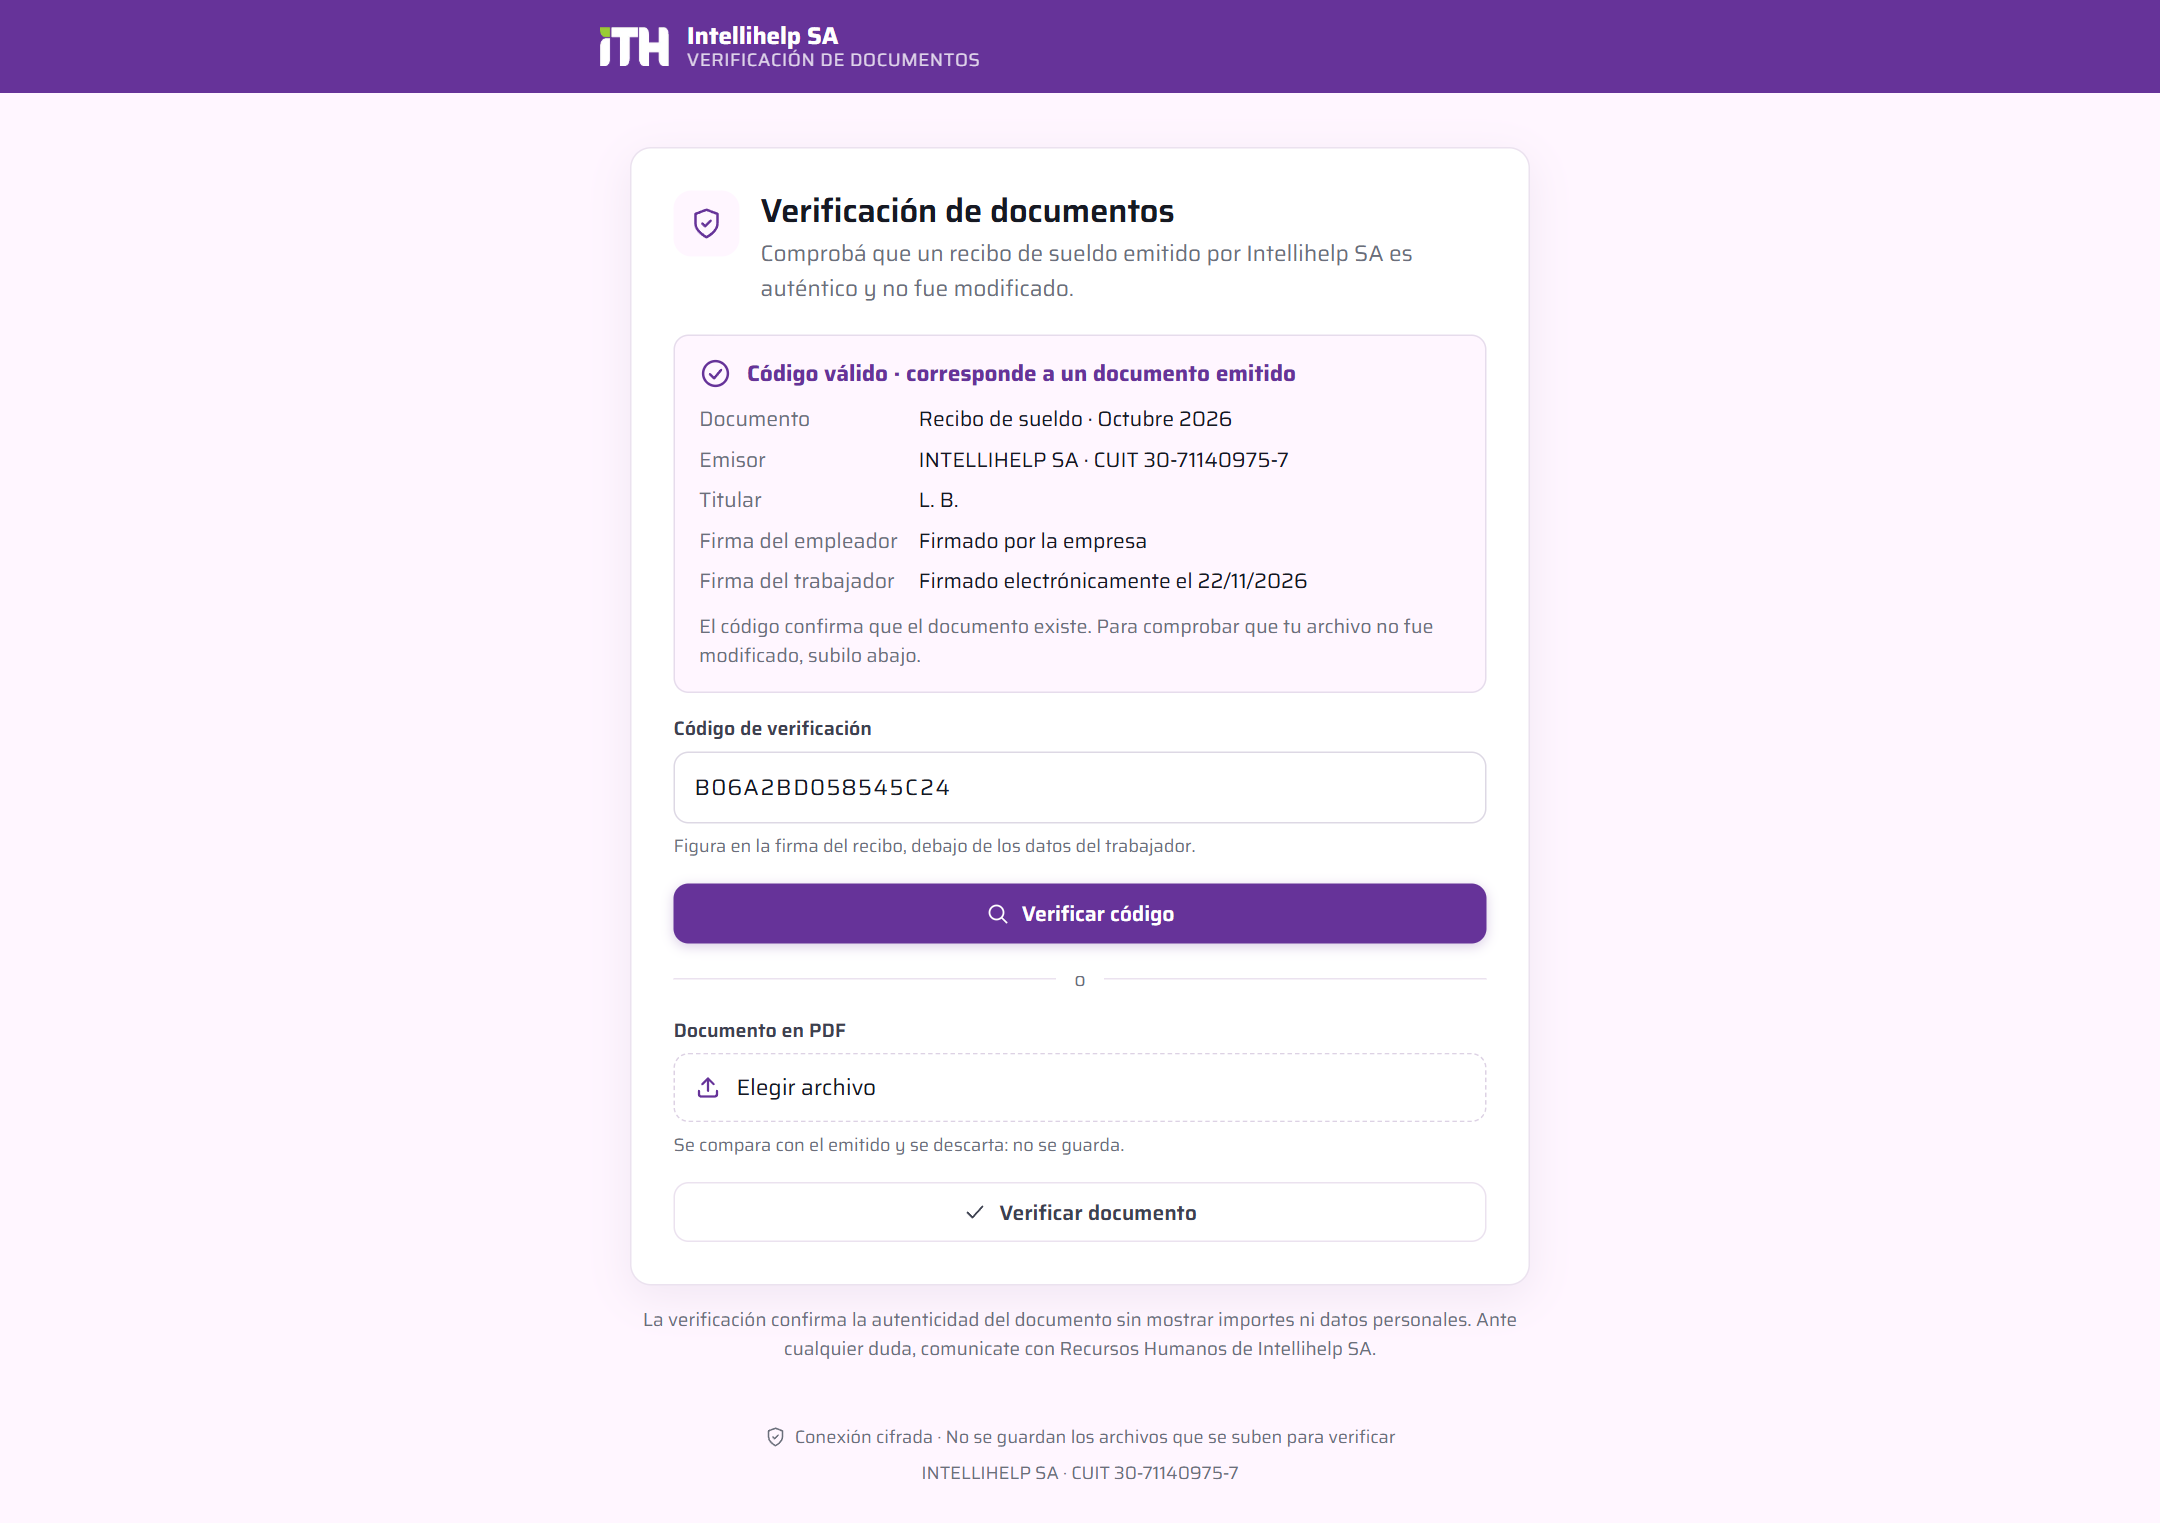 iTH
Intellihelp SA
VERIFICACIÓN DE DOCUMENTOS
Verificación de documentos
Comprobá que un recibo de sueldo emitido por Intellihelp SA es
auténtico y no fue modificado.
Código válido · corresponde a un documento emitido
Documento Recibo de sueldo · Octubre 2026
Emisor INTELLIHELP SA · CUIT 30-71140975-7
Titular L. B.
Firma del empleador Firmado por la empresa
Firma del trabajador Firmado electrónicamente el 22/11/2026
El código confirma que el documento existe. Para comprobar que tu archivo no fue
modificado, subilo abajo.
Código de verificación
B06A2BD058545C24
Figura en la firma del recibo, debajo de los datos del trabajador.
Verificar código
o
Documento en PDF
Elegir archivo
Se compara con el emitido y se descarta: no se guarda.
Verificar documento
La verificación confirma la autenticidad del documento sin mostrar importes ni datos personales. Ante
cualquier duda, comunicate con Recursos Humanos de Intellihelp SA.
Conexión cifrada · No se guardan los archivos que se suben para verificar
INTELLIHELP SA · CUIT 30-71140975-7